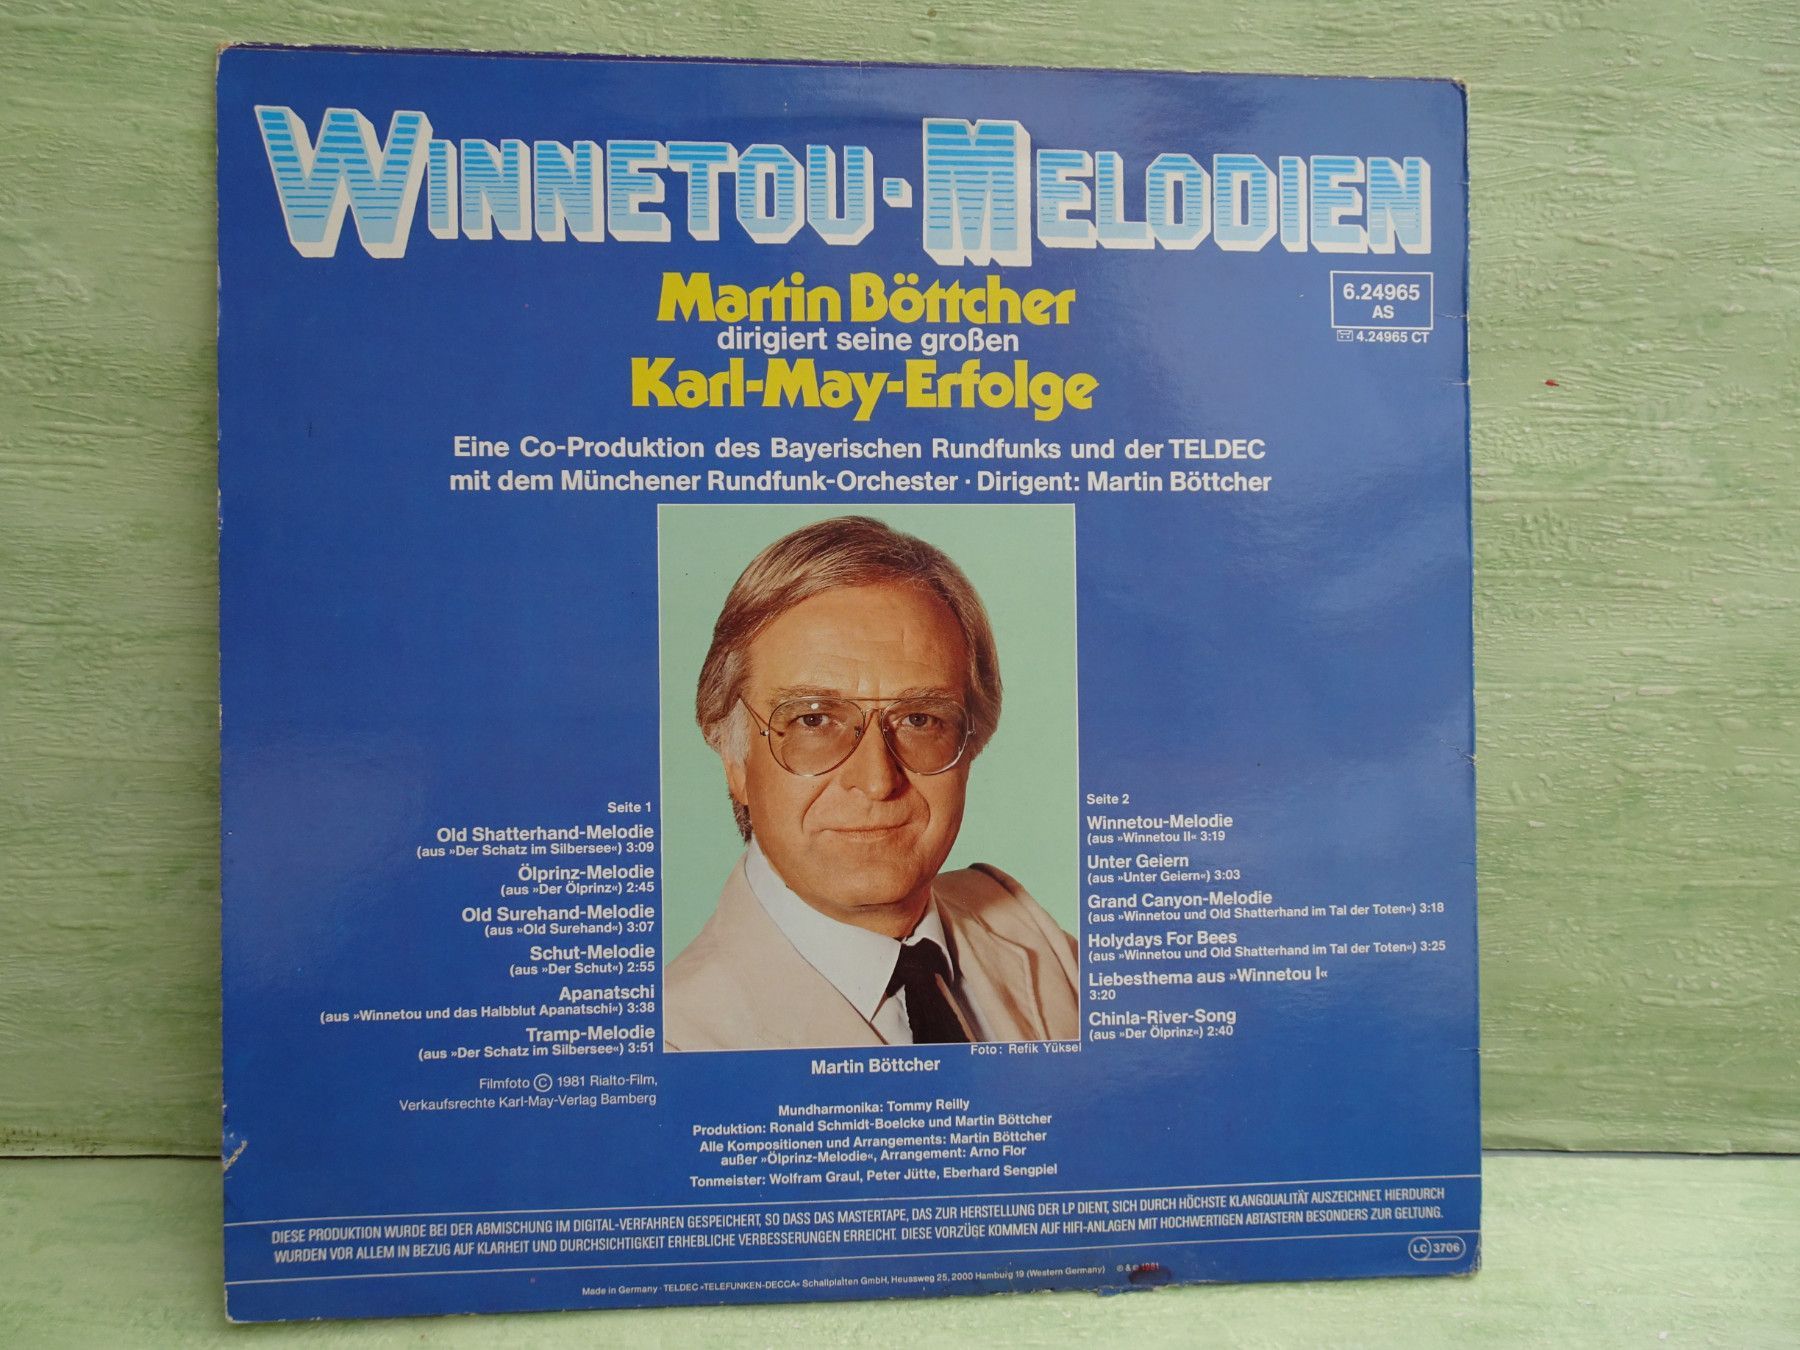 WINNETOU-MELODIEN
Martin Böttcher
dirigiert seine großen
Karl-May-Erfolge
6.24965
AS
4.24965 CT
Eine Co-Produktion des Bayerischen Rundfunks und der TELDEC
mit dem Münchener Rundfunk-Orchester · Dirigent: Martin Böttcher
Seite 1
Old Shatterhand-Melodie
(aus »Der Schatz im Silbersee«) 3:09
Ölprinz-Melodie
(aus »Der Ölprinz«) 2:45
Old Surehand-Melodie
(aus »Old Surehand«) 3:07
Schut-Melodie
(aus »Der Schut«) 2:55
Apanatschi
(aus »Winnetou und das Halbblut Apanatschi«) 3:38
Tramp-Melodie
(aus »Der Schatz im Silbersee«) 3:51
Filmfoto © 1981 Rialto-Film,
Verkaufsrechte Karl-May-Verlag Bamberg
Seite 2
Winnetou-Melodie
(aus »Winnetou II« 3:19
Unter Geiern
(aus »Unter Geiern«) 3:03
Grand Canyon-Melodie
(aus »Winnetou und Old Shatterhand im Tal der Toten«) 3:18
Holydays For Bees
(aus »Winnetou und Old Shatterhand im Tal der Toten«) 3:25
Liebesthema aus »Winnetou I«
3:20
Chinla-River-Song
(aus »Der Ölprinz«) 2:40
Foto: Refik Yüksel
Martin Böttcher
Mundharmonika: Tommy Reilly
Produktion: Ronald Schmidt-Boelcke und Martin Böttcher
Alle Kompositionen und Arrangements: Martin Böttcher
außer »Ölprinz-Melodie«, Arrangement: Arno Flor
Tonmeister: Wolfram Graul, Peter Jütte, Eberhard Sengpiel
DIESE PRODUKTION WURDE BEI DER ABMISCHUNG IM DIGITAL-VERFAHREN GESPEICHERT, SO DASS DAS MASTERTAPE, DAS ZUR HERSTELLUNG DER LP DIENT, SICH DURCH HÖCHSTE KLANGQUALITÄT AUSZEICHNET. HIERDURCH
WURDEN VOR ALLEM IN BEZUG AUF KLARHEIT UND DURCHSICHTIGKEIT ERHEBLICHE VERBESSERUNGEN ERREICHT. DIESE VORZÜGE KOMMEN AUF HIFI-ANLAGEN MIT HOCHWERTIGEN ABTASTERN BESONDERS ZUR GELTUNG.
LC 3706
Made in Germany · TELDEC »TELEFUNKEN-DECCA« Schallplatten GmbH, Heussweg 25, 2000 Hamburg 19 (Western Germany) ℗ & © 1981